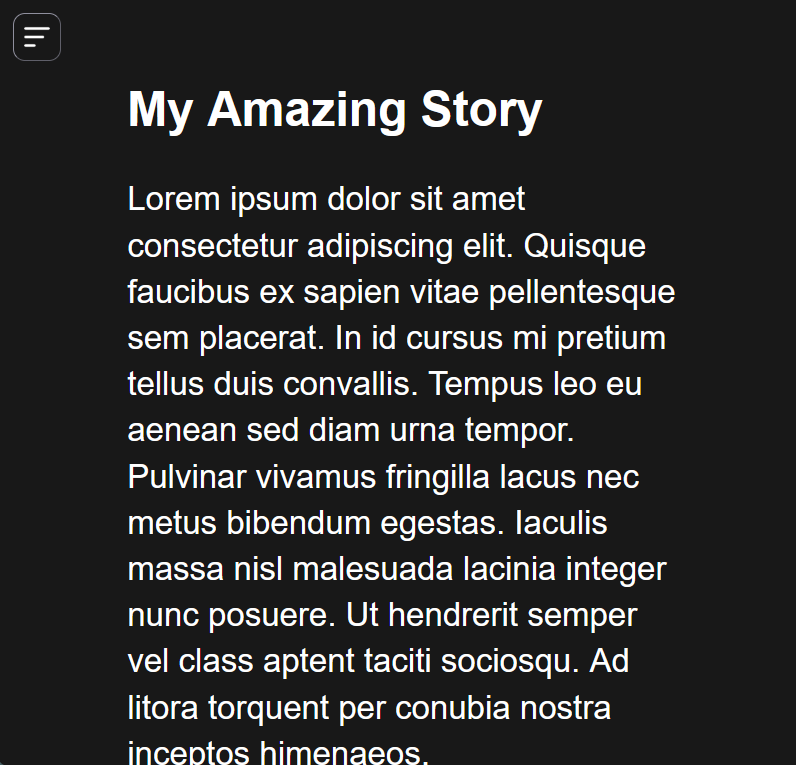 My Amazing Story
Lorem ipsum dolor sit amet
consectetur adipiscing elit. Quisque
faucibus ex sapien vitae pellentesque
sem placerat. In id cursus mi pretium
tellus duis convallis. Tempus leo eu
aenean sed diam urna tempor.
Pulvinar vivamus fringilla lacus nec
metus bibendum egestas. Iaculis
massa nisl malesuada lacinia integer
nunc posuere. Ut hendrerit semper
vel class aptent taciti sociosqu. Ad
litora torquent per conubia nostra
inceptos himenaeos.